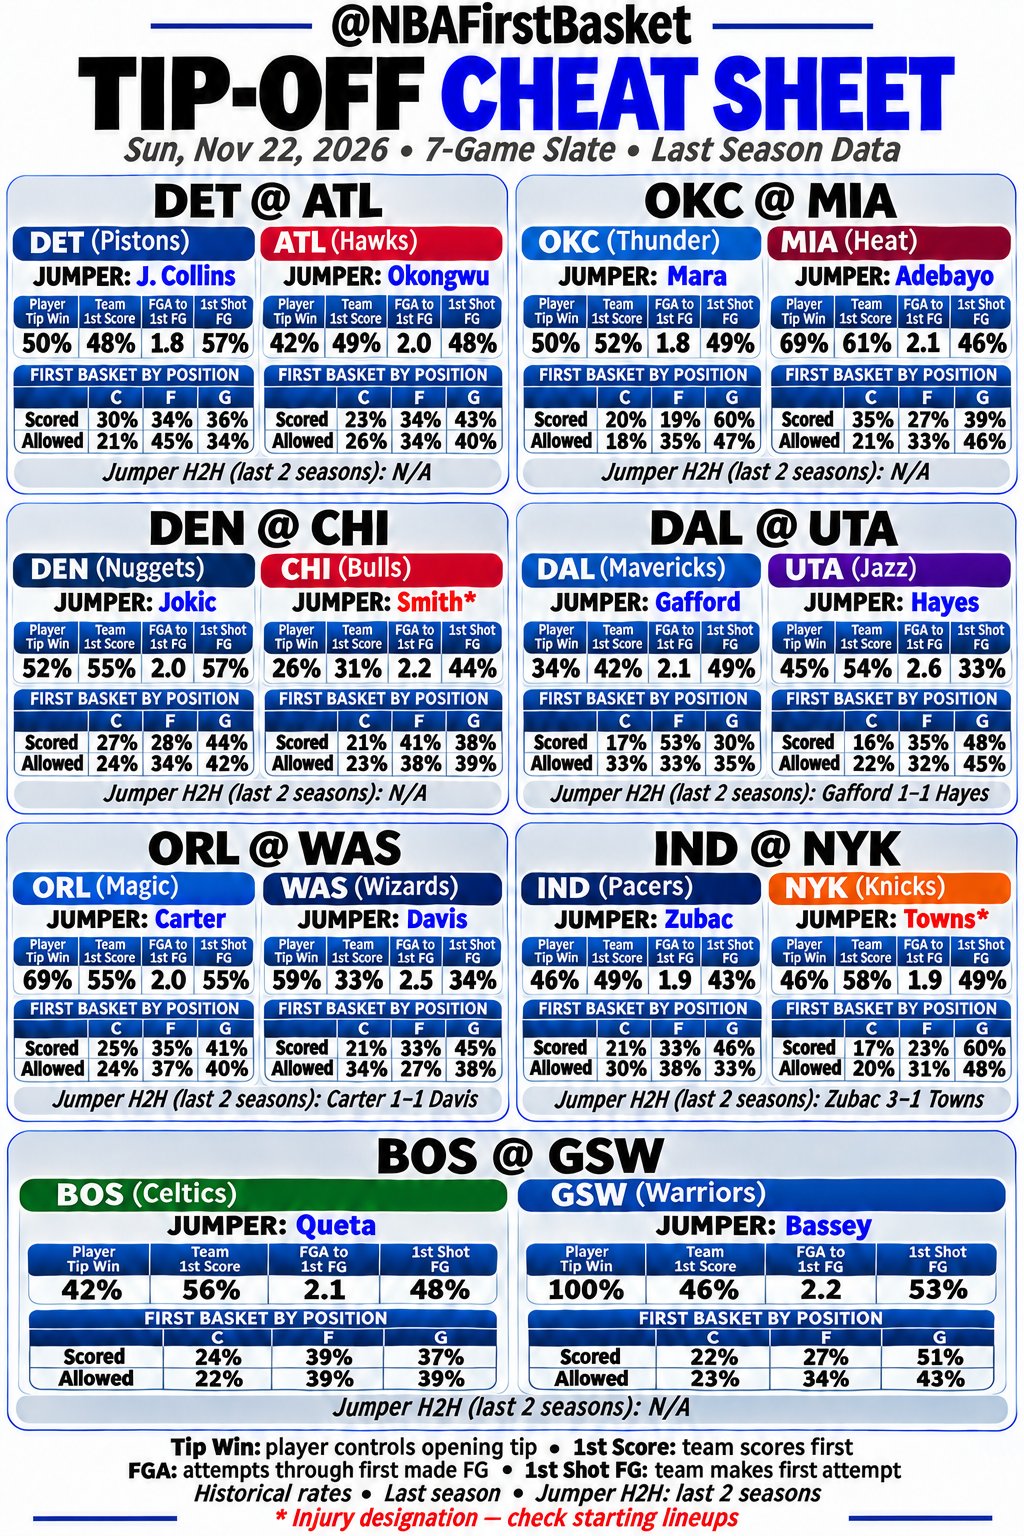 @NBAFirstBasket
TIP-OFF CHEAT SHEET
Sun, Nov 22, 2026 • 7-Game Slate • Last Season Data
DET @ ATL
DET (Pistons)
JUMPER: J. Collins
Player Tip Win Team 1st Score FGA to 1st FG 1st Shot FG
50% 48% 1.8 57%
FIRST BASKET BY POSITION
C F G
Scored 30% 34% 36%
Allowed 21% 45% 34%
ATL (Hawks)
JUMPER: Okongwu
Player Tip Win Team 1st Score FGA to 1st FG 1st Shot FG
42% 49% 2.0 48%
FIRST BASKET BY POSITION
C F G
Scored 23% 34% 43%
Allowed 26% 34% 40%
Jumper H2H (last 2 seasons): N/A
OKC @ MIA
OKC (Thunder)
JUMPER: Mara
Player Tip Win Team 1st Score FGA to 1st FG 1st Shot FG
50% 52% 1.8 49%
FIRST BASKET BY POSITION
C F G
Scored 20% 19% 60%
Allowed 18% 35% 47%
MIA (Heat)
JUMPER: Adebayo
Player Tip Win Team 1st Score FGA to 1st FG 1st Shot FG
69% 61% 2.1 46%
FIRST BASKET BY POSITION
C F G
Scored 35% 27% 39%
Allowed 21% 33% 46%
Jumper H2H (last 2 seasons): N/A
DEN @ CHI
DEN (Nuggets)
JUMPER: Jokic
Player Tip Win Team 1st Score FGA to 1st FG 1st Shot FG
52% 55% 2.0 57%
FIRST BASKET BY POSITION
C F G
Scored 27% 28% 44%
Allowed 24% 34% 42%
CHI (Bulls)
JUMPER: Smith*
Player Tip Win Team 1st Score FGA to 1st FG 1st Shot FG
26% 31% 2.2 44%
FIRST BASKET BY POSITION
C F G
Scored 21% 41% 38%
Allowed 23% 38% 39%
Jumper H2H (last 2 seasons): N/A
DAL @ UTA
DAL (Mavericks)
JUMPER: Gafford
Player Tip Win Team 1st Score FGA to 1st FG 1st Shot FG
34% 42% 2.1 49%
FIRST BASKET BY POSITION
C F G
Scored 17% 53% 30%
Allowed 33% 33% 35%
UTA (Jazz)
JUMPER: Hayes
Player Tip Win Team 1st Score FGA to 1st FG 1st Shot FG
45% 54% 2.6 33%
FIRST BASKET BY POSITION
C F G
Scored 16% 35% 48%
Allowed 22% 32% 45%
Jumper H2H (last 2 seasons): Gafford 1–1 Hayes
ORL @ WAS
ORL (Magic)
JUMPER: Carter
Player Tip Win Team 1st Score FGA to 1st FG 1st Shot FG
69% 55% 2.0 55%
FIRST BASKET BY POSITION
C F G
Scored 25% 35% 41%
Allowed 24% 37% 40%
WAS (Wizards)
JUMPER: Davis
Player Tip Win Team 1st Score FGA to 1st FG 1st Shot FG
59% 33% 2.5 34%
FIRST BASKET BY POSITION
C F G
Scored 21% 33% 45%
Allowed 34% 27% 38%
Jumper H2H (last 2 seasons): Carter 1–1 Davis
IND @ NYK
IND (Pacers)
JUMPER: Zubac
Player Tip Win Team 1st Score FGA to 1st FG 1st Shot FG
46% 49% 1.9 43%
FIRST BASKET BY POSITION
C F G
Scored 21% 33% 46%
Allowed 30% 38% 33%
NYK (Knicks)
JUMPER: Towns*
Player Tip Win Team 1st Score FGA to 1st FG 1st Shot FG
46% 58% 1.9 49%
FIRST BASKET BY POSITION
C F G
Scored 17% 23% 60%
Allowed 20% 31% 48%
Jumper H2H (last 2 seasons): Zubac 3–1 Towns
BOS @ GSW
BOS (Celtics)
JUMPER: Queta
Player Tip Win Team 1st Score FGA to 1st FG 1st Shot FG
42% 56% 2.1 48%
FIRST BASKET BY POSITION
C F G
Scored 24% 39% 37%
Allowed 22% 39% 39%
GSW (Warriors)
JUMPER: Bassey
Player Tip Win Team 1st Score FGA to 1st FG 1st Shot FG
100% 46% 2.2 53%
FIRST BASKET BY POSITION
C F G
Scored 22% 27% 51%
Allowed 23% 34% 43%
Jumper H2H (last 2 seasons): N/A
Tip Win: player controls opening tip • 1st Score: team scores first
FGA: attempts through first made FG • 1st Shot FG: team makes first attempt
Historical rates • Last season • Jumper H2H: last 2 seasons
* Injury designation — check starting lineups